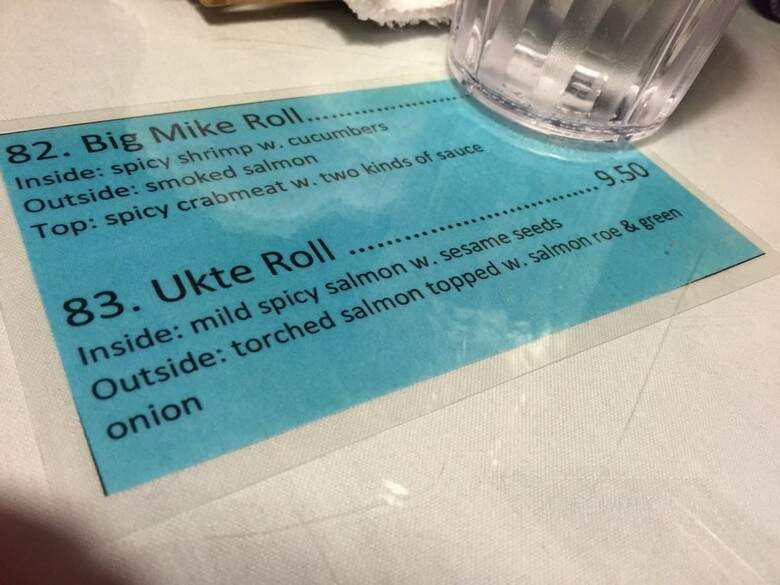 82. Big Mike Roll..........................
Inside: spicy shrimp w. cucumbers
Outside: smoked salmon
Top: spicy crabmeat w. two kinds of sauce
83. Ukte Roll ........................................9.50
Inside: mild spicy salmon w. sesame seeds
Outside: torched salmon topped w. salmon roe & green
onion